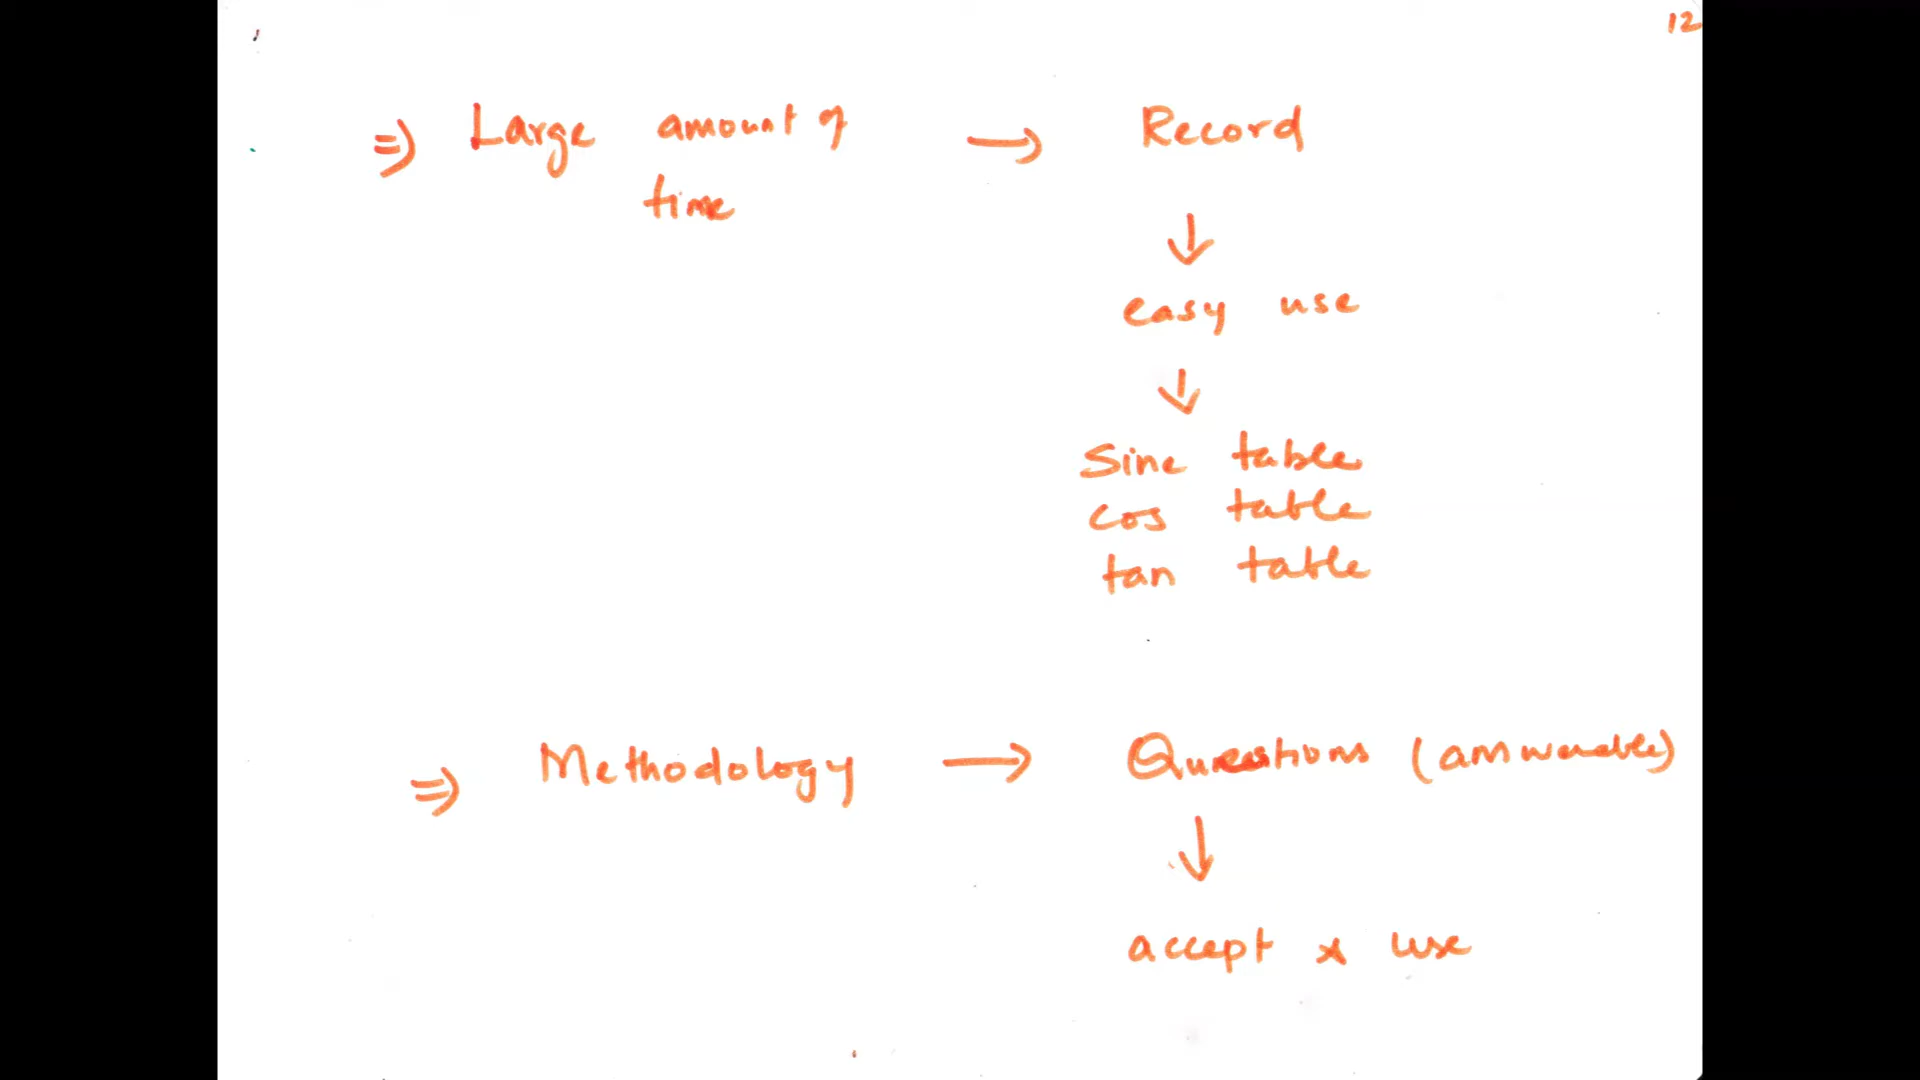 12
⇒ Large amount of → Record
time
↓
easy use
↓
Sine table
cos table
tan table
⇒ Methodology → Questions (answerable)
↓
accept & use